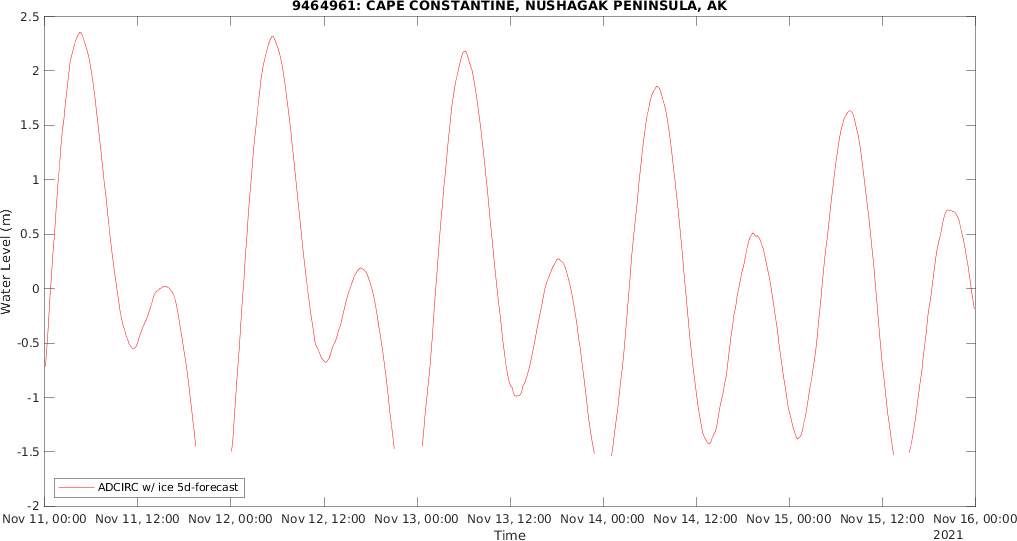 9464961: CAPE CONSTANTINE, NUSHAGAK PENINSULA, AK
2.5
2
1.5
1
0.5
0
-0.5
-1
-1.5
-2
Water Level (m)
ADCIRC w/ ice 5d-forecast
Nov 11, 00:00 Nov 11, 12:00 Nov 12, 00:00 Nov 12, 12:00 Nov 13, 00:00 Nov 13, 12:00 Nov 14, 00:00 Nov 14, 12:00 Nov 15, 00:00 Nov 15, 12:00 Nov 16, 00:00
Time
2021